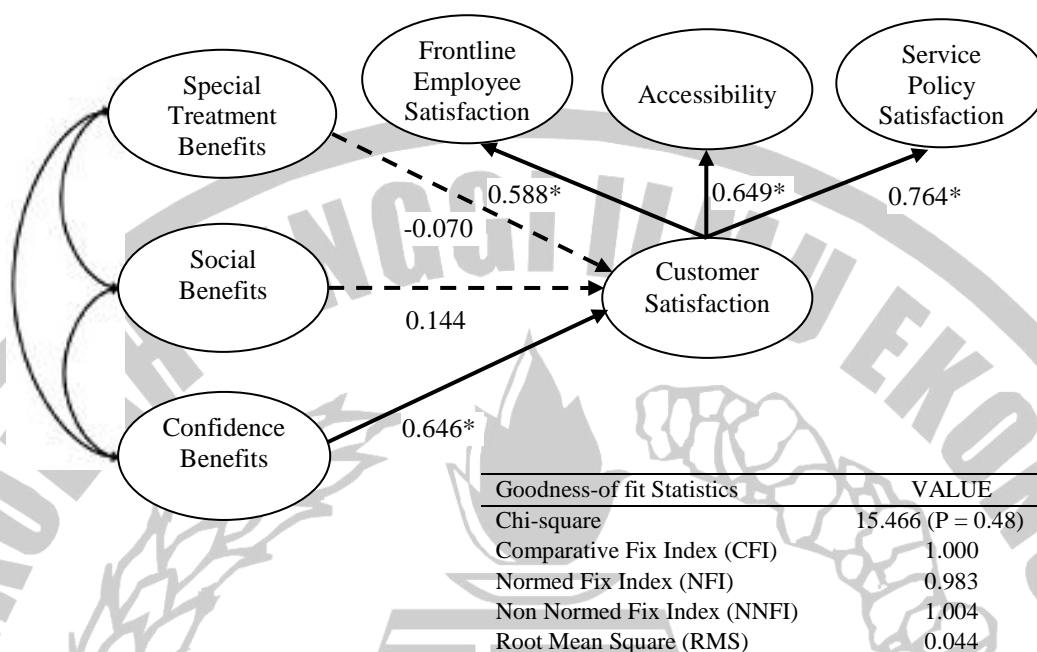 Special
Treatment
Benefits
Frontline
Employee
Satisfaction
Accessibility
Service
Policy
Satisfaction
0.588*
0.649*
0.764*
-0.070
Social
Benefits
Customer
Satisfaction
0.144
Confidence
Benefits
0.646*
Goodness-of fit Statistics VALUE
Chi-square 15.466 (P = 0.48)
Comparative Fix Index (CFI) 1.000
Normed Fix Index (NFI) 0.983
Non Normed Fix Index (NNFI) 1.004
Root Mean Square (RMS) 0.044